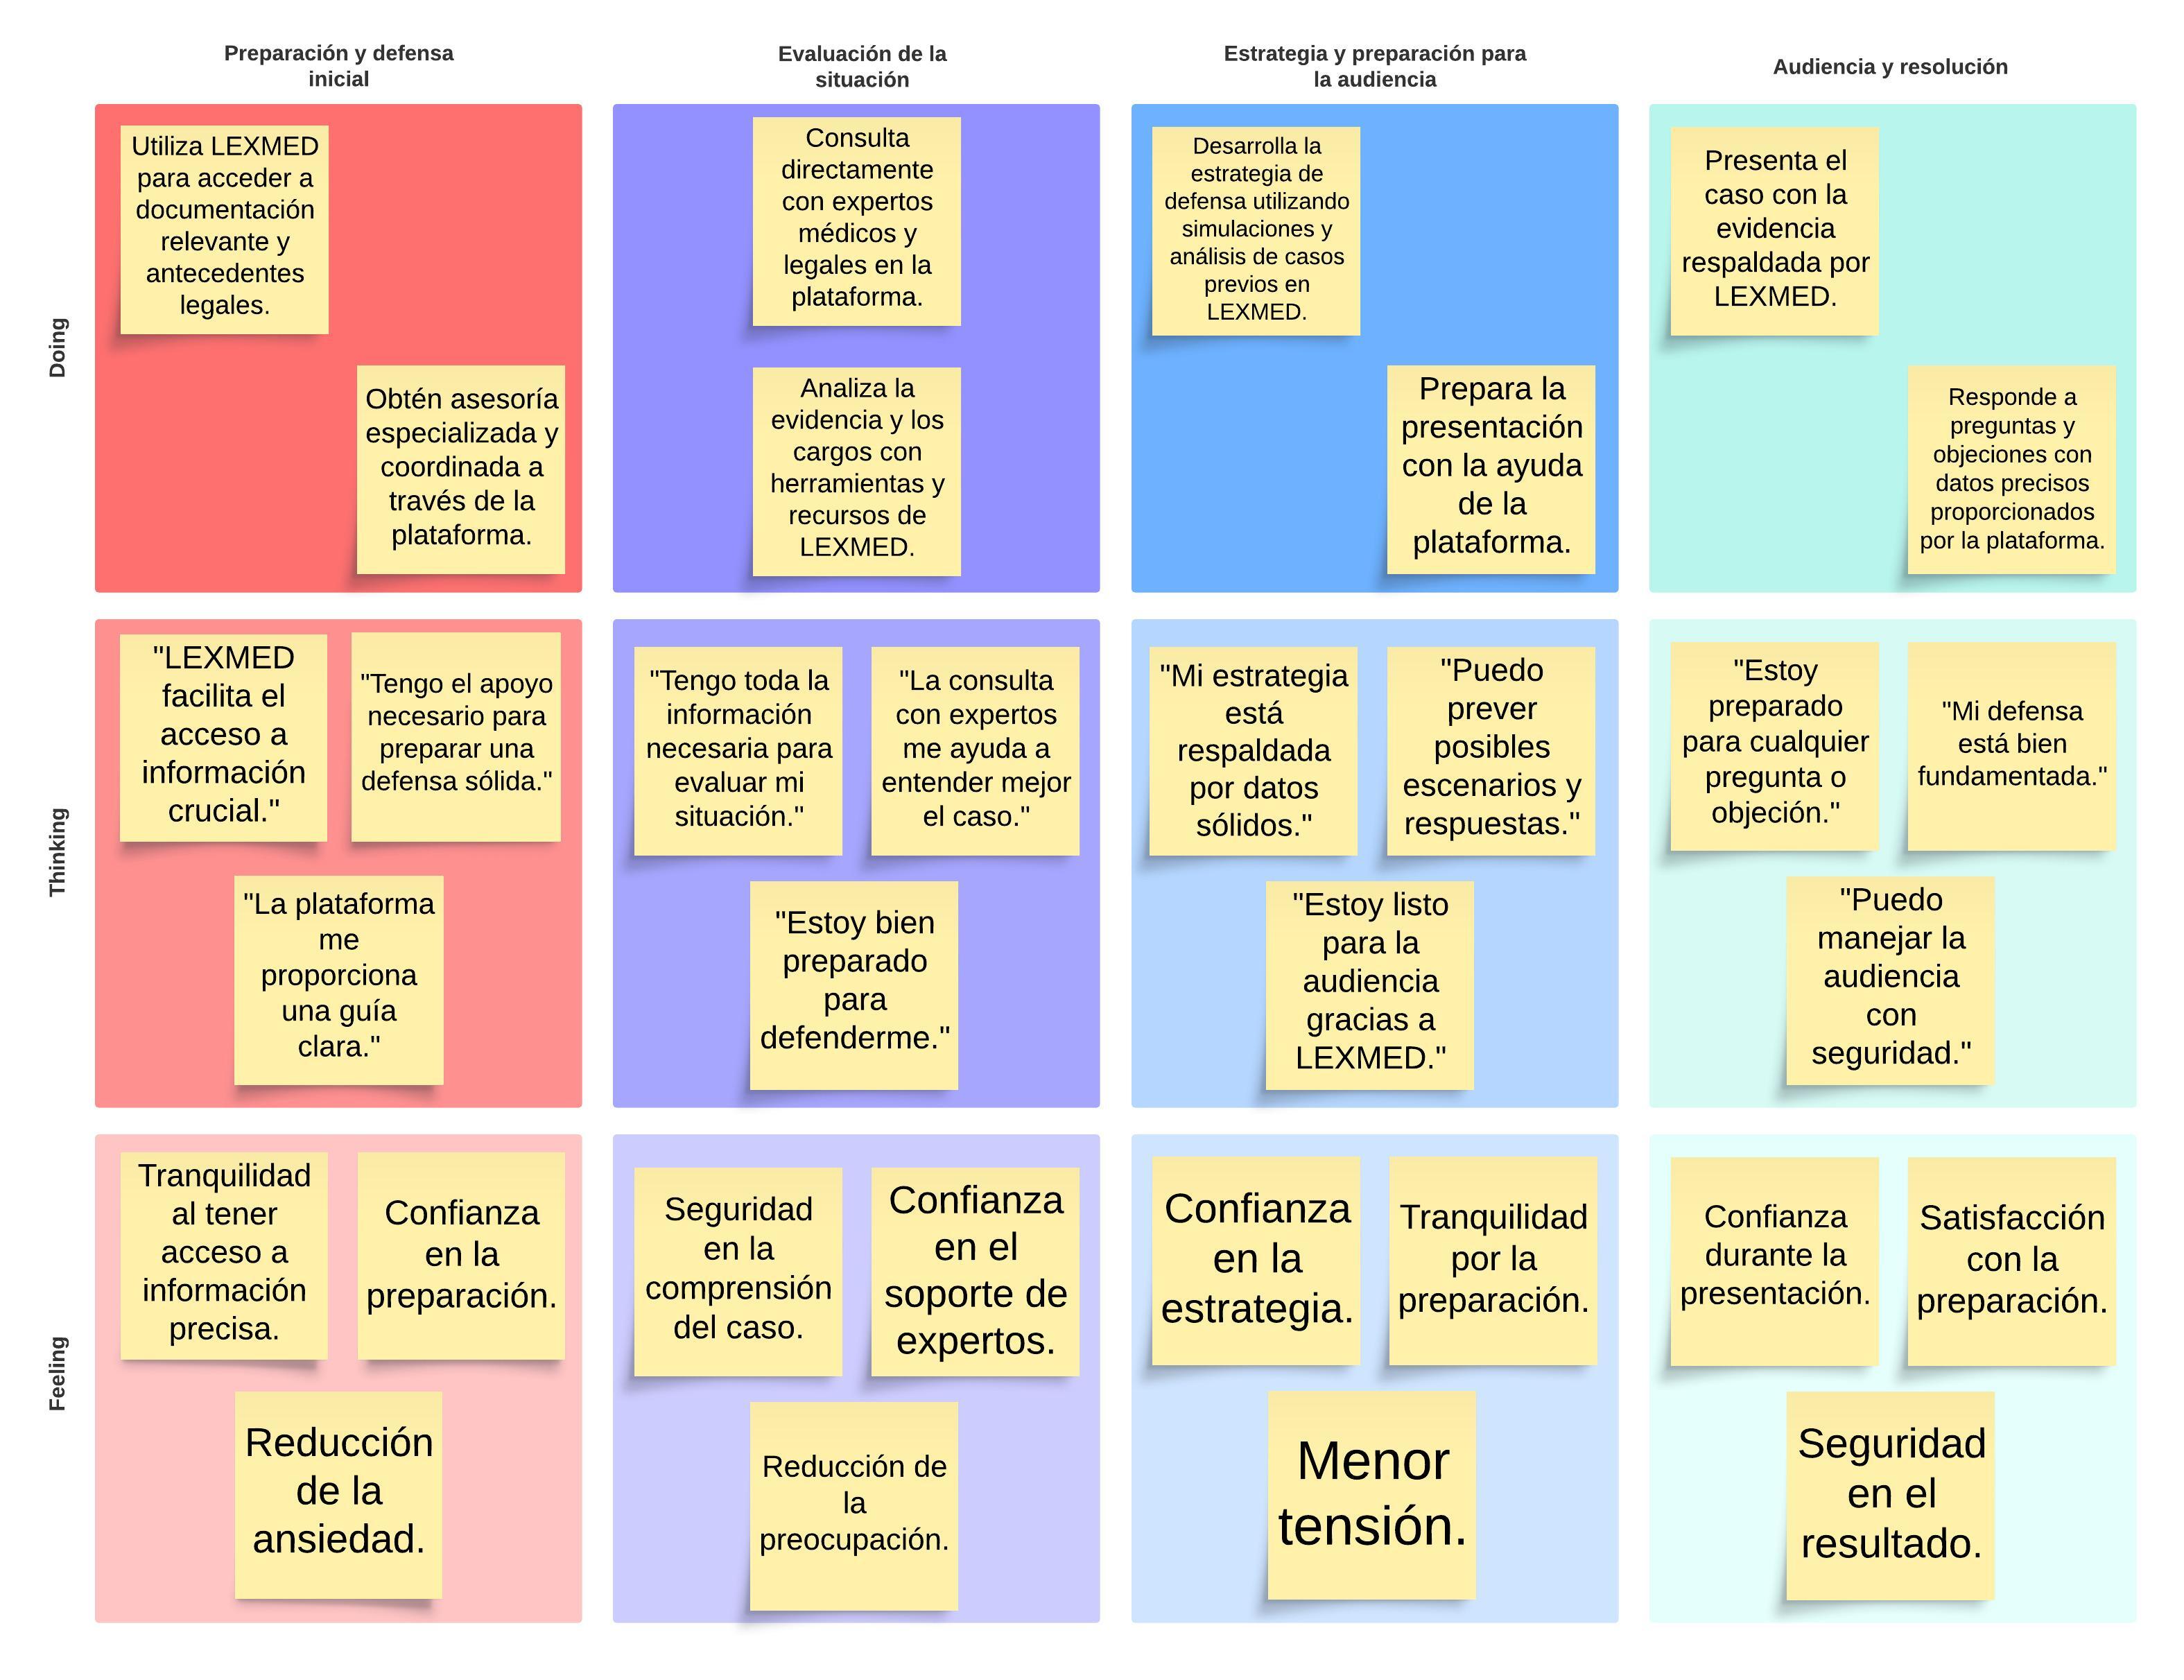 Preparación y defensa
inicial
Evaluación de la
situación
Estrategia y preparación para
la audiencia
Audiencia y resolución
Doing
Utiliza LEXMED
para acceder a
documentación
relevante y
antecedentes
legales.
Obtén asesoría
especializada y
coordinada a
través de la
plataforma.
Consulta
directamente
con expertos
médicos y
legales en la
plataforma.
Analiza la
evidencia y los
cargos con
herramientas y
recursos de
LEXMED.
Desarrolla la
estrategia de
defensa utilizando
simulaciones y
análisis de casos
previos en
LEXMED.
Prepara la
presentación
con la ayuda
de la
plataforma.
Presenta el
caso con la
evidencia
respaldada por
LEXMED.
Responde a
preguntas y
objeciones con
datos precisos
proporcionados
por la plataforma.
Thinking
"LEXMED
facilita el
acceso a
información
crucial."
"Tengo el apoyo
necesario para
preparar una
defensa sólida."
"La plataforma
me
proporciona
una guía
clara."
"Tengo toda la
información
necesaria para
evaluar mi
situación."
"La consulta
con expertos
me ayuda a
entender mejor
el caso."
"Estoy bien
preparado
para
defenderme."
"Mi estrategia
está
respaldada
por datos
sólidos."
"Puedo
prever
posibles
escenarios y
respuestas."
"Estoy listo
para la
audiencia
gracias a
LEXMED."
"Estoy
preparado
para cualquier
pregunta o
objeción."
"Mi defensa
está bien
fundamentada."
"Puedo
manejar la
audiencia
con
seguridad."
Feeling
Tranquilidad
al tener
acceso a
información
precisa.
Confianza
en la
preparación.
Reducción
de la
ansiedad.
Seguridad
en la
comprensión
del caso.
Confianza
en el
soporte de
expertos.
Reducción de
la
preocupación.
Confianza
en la
estrategia.
Tranquilidad
por la
preparación.
Menor
tensión.
Confianza
durante la
presentación.
Satisfacción
con la
preparación.
Seguridad
en el
resultado.